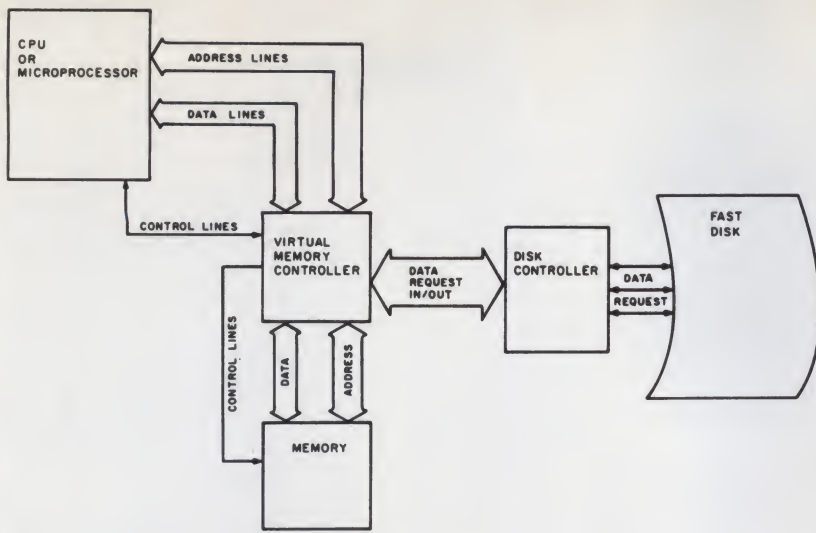 CPU
OR
MICROPROCESSOR
ADDRESS LINES
DATA LINES
CONTROL LINES
VIRTUAL
MEMORY
CONTROLLER
DATA
REQUEST
IN/OUT
DISK
CONTROLLER
DATA
REQUEST
FAST
DISK
CONTROL LINES
DATA
ADDRESS
MEMORY